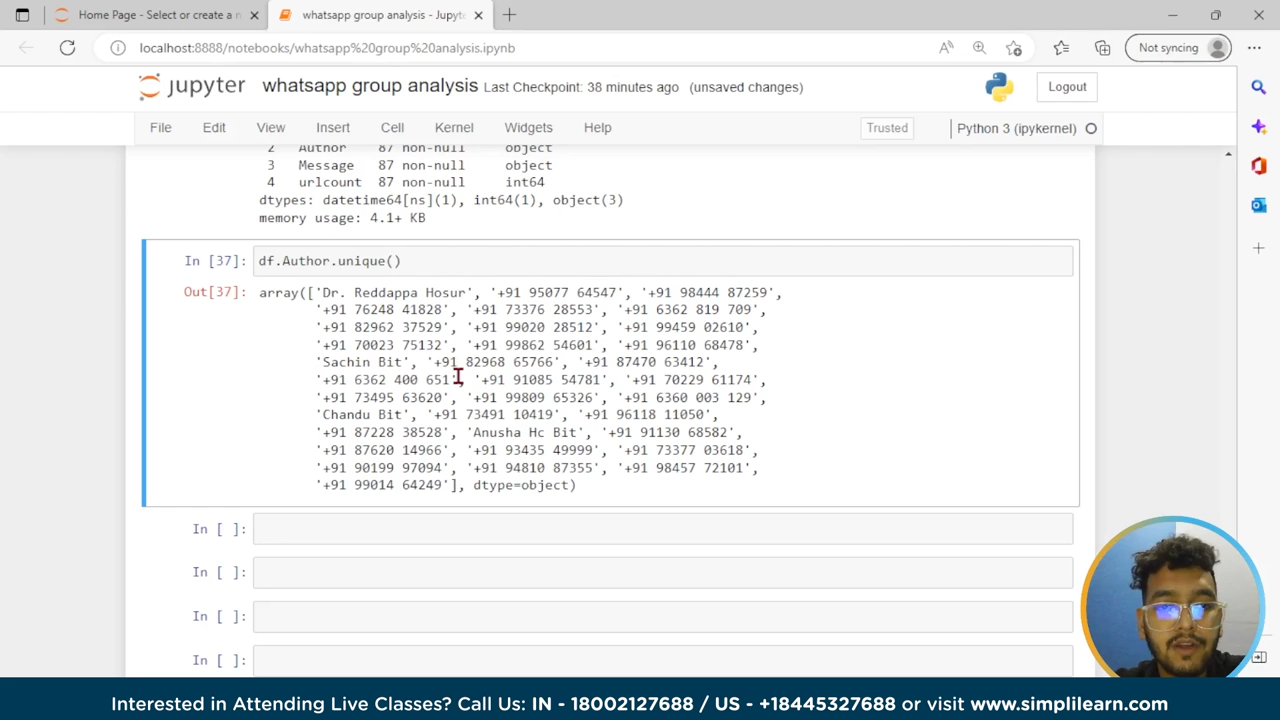 Home Page - Select or create a n
whatsapp group analysis - Jupyte
Not syncing
localhost:8888/notebooks/whatsapp%20group%20analysis.ipynb
jupyter whatsapp group analysis Last Checkpoint: 38 minutes ago (unsaved changes)
Logout
File Edit View Insert Cell Kernel Widgets Help
Trusted
Python 3 (ipykernel)
2 Author 87 non-null object
3 Message 87 non-null object
4 urlcount 87 non-null int64
dtypes: datetime64[ns](1), int64(1), object(3)
memory usage: 4.1+ KB
In [37]: df.Author.unique()
Out[37]: array(['Dr. Reddappa Hosur', '+91 95077 64547', '+91 98444 87259',
'+91 76248 41828', '+91 73376 28553', '+91 6362 819 709',
'+91 82962 37529', '+91 99020 28512', '+91 99459 02610',
'+91 70023 75132', '+91 99862 54601', '+91 96110 68478',
'Sachin Bit', '+91 82968 65766', '+91 87470 63412',
'+91 6362 400 651', '+91 91085 54781', '+91 70229 61174',
'+91 73495 63620', '+91 99809 65326', '+91 6360 003 129',
'Chandu Bit', '+91 73491 10419', '+91 96118 11050',
'+91 87228 38528', 'Anusha Hc Bit', '+91 91130 68582',
'+91 87620 14966', '+91 93435 49999', '+91 73377 03618',
'+91 90199 97094', '+91 94810 87355', '+91 98457 72101',
'+91 99014 64249'], dtype=object)
In [ ]:
In [ ]:
In [ ]:
In [ ]:
Interested in Attending Live Classes? Call Us: IN - 18002127688 / US - +18445327688 or visit www.simplilearn.com